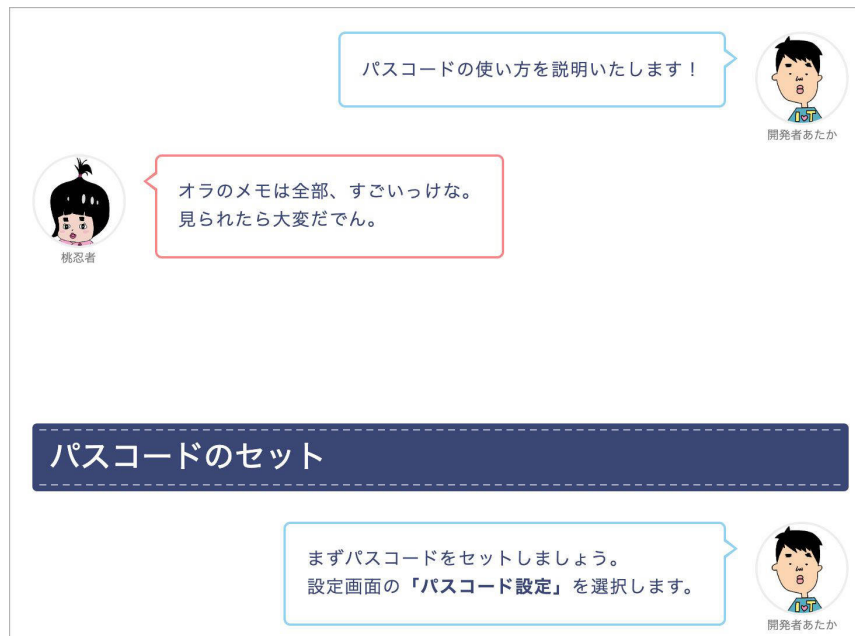 パスコードの使い方を説明いたします！
開発者あたか
オラのメモは全部、すごいっけな。
見られたら大変だでん。
桃忍者
パスコードのセット
まずパスコードをセットしましょう。
設定画面の「パスコード設定」を選択します。
開発者あたか